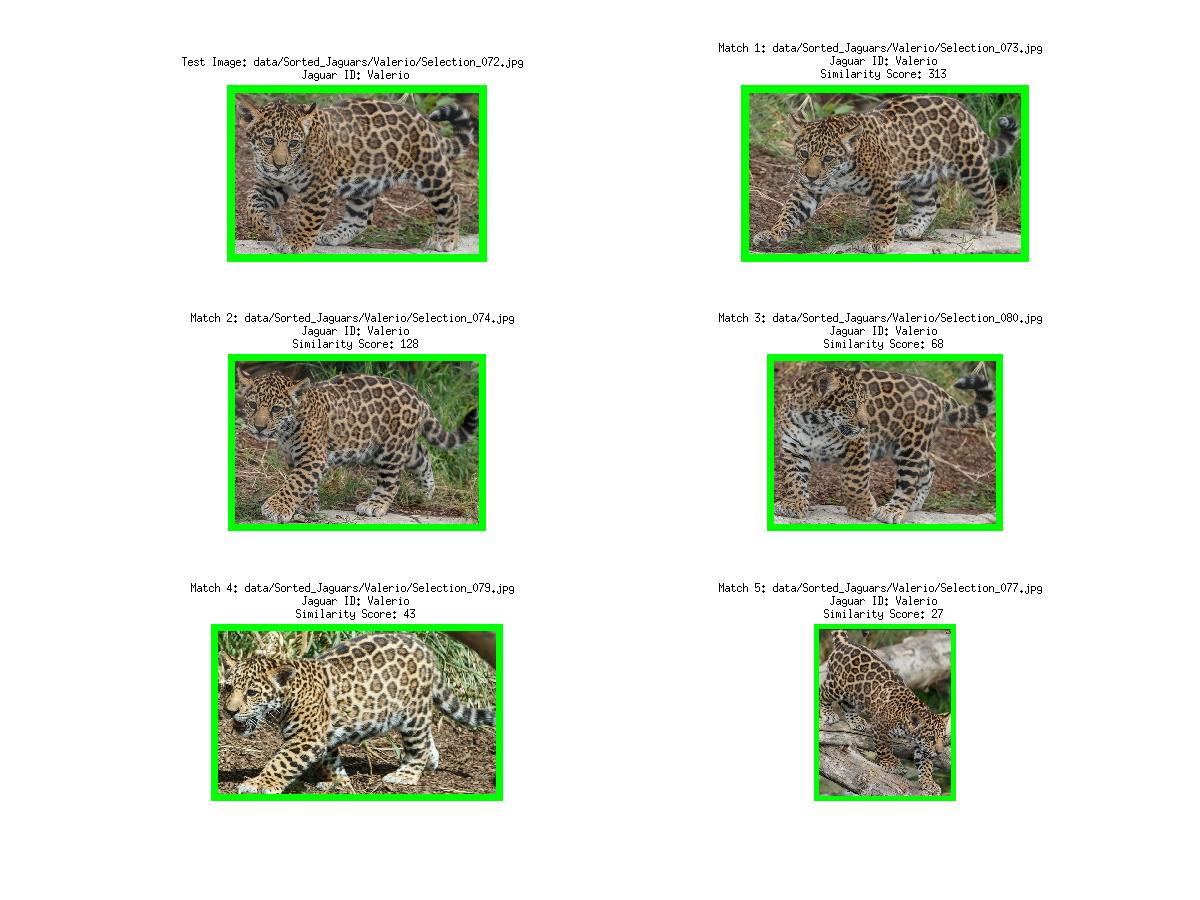 Test Image: data/Sorted_Jaguars/Valerio/Selection_072.jpg
Jaguar ID: Valerio
Match 1: data/Sorted_Jaguars/Valerio/Selection_073.jpg
Jaguar ID: Valerio
Similarity Score: 313
Match 2: data/Sorted_Jaguars/Valerio/Selection_074.jpg
Jaguar ID: Valerio
Similarity Score: 128
Match 3: data/Sorted_Jaguars/Valerio/Selection_080.jpg
Jaguar ID: Valerio
Similarity Score: 68
Match 4: data/Sorted_Jaguars/Valerio/Selection_079.jpg
Jaguar ID: Valerio
Similarity Score: 43
Match 5: data/Sorted_Jaguars/Valerio/Selection_077.jpg
Jaguar ID: Valerio
Similarity Score: 27